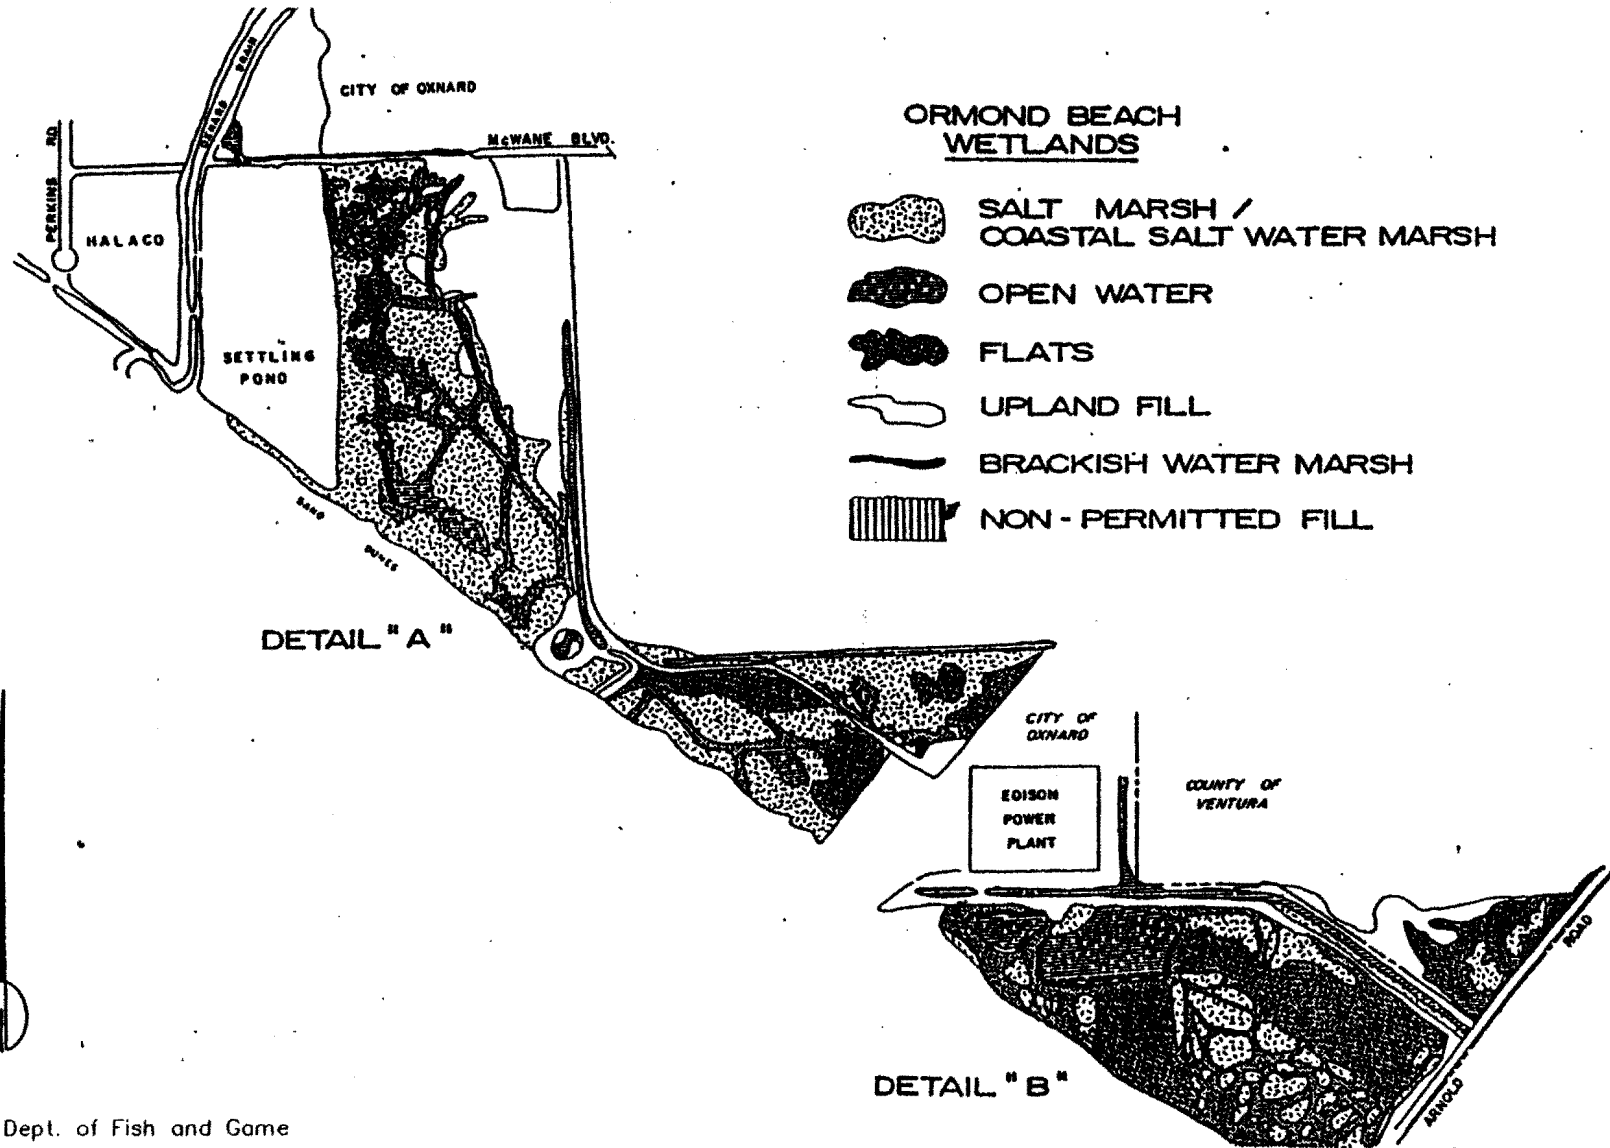 OXNARD DRAIN
CITY OF OXNARD
McWANE BLVD.
PERKINS RD
HALACO
SETTLING
POND
SAND
DUNES
DETAIL "A"
ORMOND BEACH
WETLANDS
SALT MARSH /
COASTAL SALT WATER MARSH
OPEN WATER
FLATS
UPLAND FILL
BRACKISH WATER MARSH
NON - PERMITTED FILL
CITY OF
OXNARD
EDISON
POWER
PLANT
COUNTY OF
VENTURA
ARNOLD ROAD
DETAIL "B"
Dept. of Fish and Game